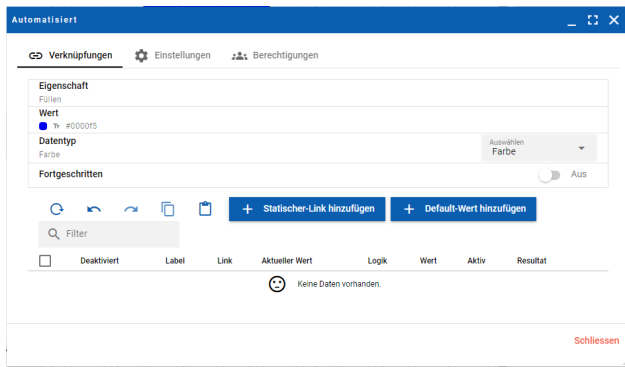 Automatisiert
Verknüpfungen Einstellungen Berechtigungen
Eigenschaft
Füllen
Wert
Tr #0000f5
Datentyp
Farbe
Auswählen
Farbe
Fortgeschritten Aus
+ Statischer-Link hinzufügen + Default-Wert hinzufügen
Filter
Deaktiviert Label Link Aktueller Wert Logik Wert Aktiv Resultat
Keine Daten vorhanden.
Schliessen